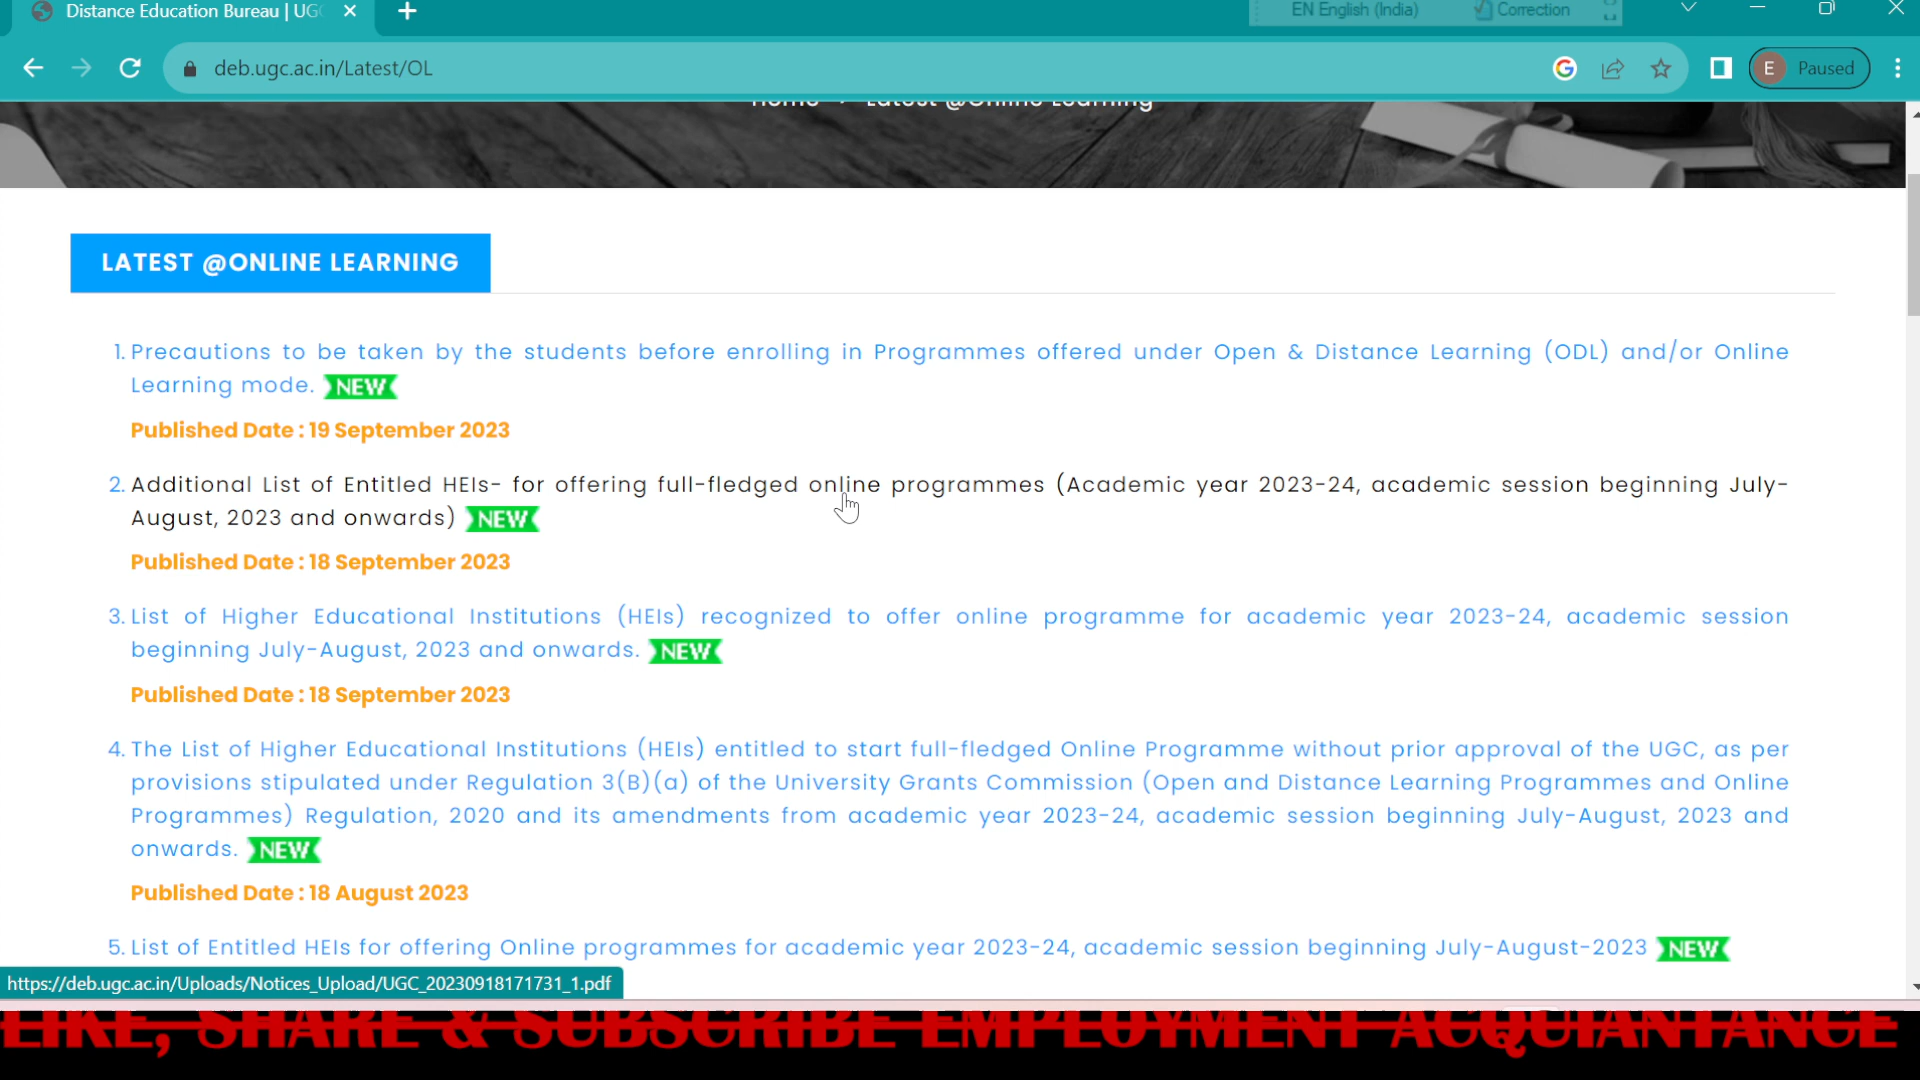 Distance Education Bureau | UG
EN English (India)
Correction
deb.ugc.ac.in/Latest/OL
E
Paused
Home > Latest @Online Learning
LATEST @ONLINE LEARNING
1. Precautions to be taken by the students before enrolling in Programmes offered under Open & Distance Learning (ODL) and/or Online
Learning mode. NEW
Published Date : 19 September 2023
2. Additional List of Entitled HEIs- for offering full-fledged online programmes (Academic year 2023-24, academic session beginning July-
August, 2023 and onwards) NEW
Published Date : 18 September 2023
3. List of Higher Educational Institutions (HEIs) recognized to offer online programme for academic year 2023-24, academic session
beginning July-August, 2023 and onwards. NEW
Published Date : 18 September 2023
4. The List of Higher Educational Institutions (HEIs) entitled to start full-fledged Online Programme without prior approval of the UGC, as per
provisions stipulated under Regulation 3(B)(a) of the University Grants Commission (Open and Distance Learning Programmes and Online
Programmes) Regulation, 2020 and its amendments from academic year 2023-24, academic session beginning July-August, 2023 and
onwards. NEW
Published Date : 18 August 2023
5. List of Entitled HEIs for offering Online programmes for academic year 2023-24, academic session beginning July-August-2023 NEW
https://deb.ugc.ac.in/Uploads/Notices_Upload/UGC_20230918171731_1.pdf
LIKE, SHARE & SUBSCRIBE EMPLOYMENT ACQUIANTANCE